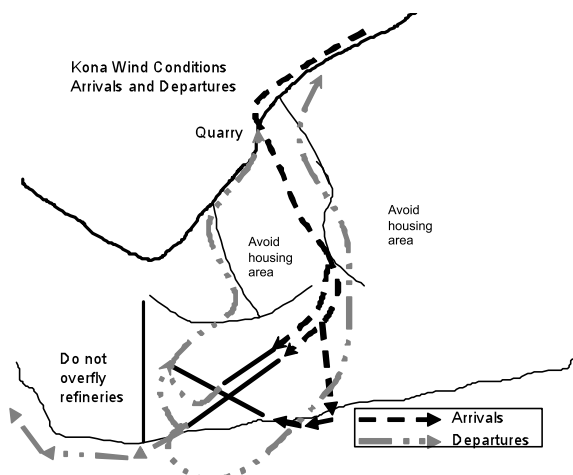 Kona Wind Conditions
Arrivals and Departures
Quarry
Avoid
housing
area
Avoid
housing
area
Do not
overfly
refineries
Arrivals
Departures